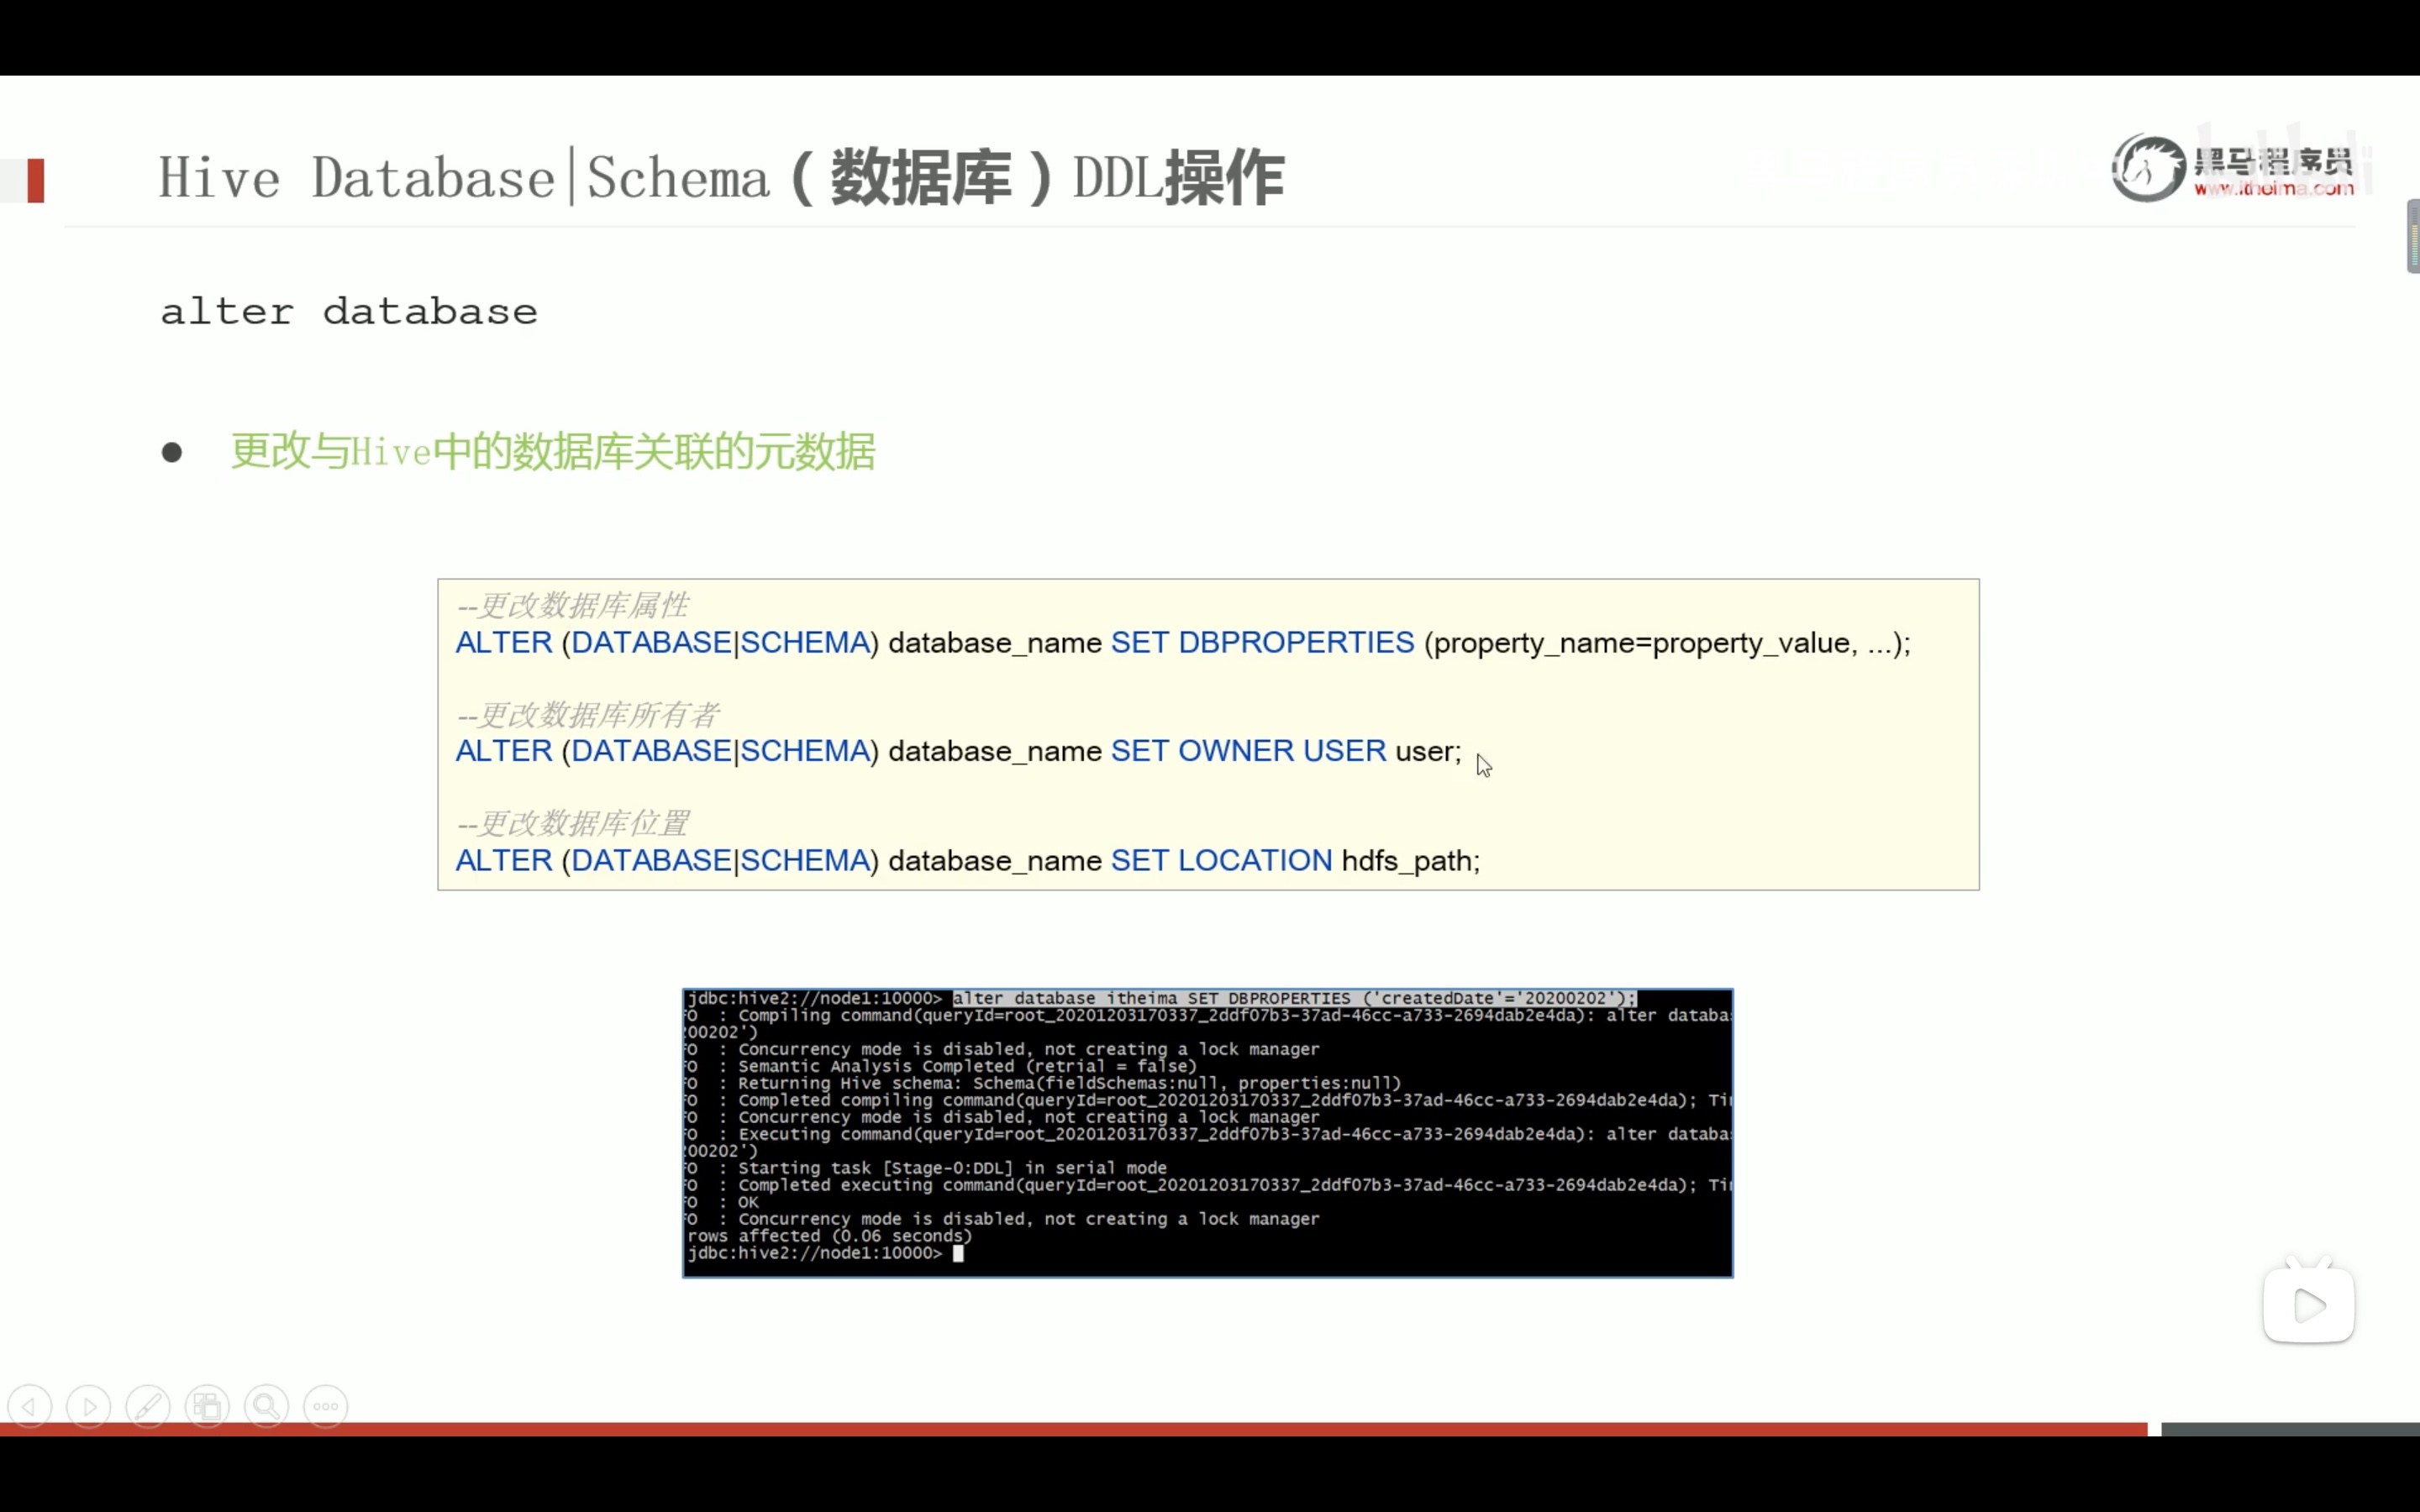 Hive Database|Schema（数据库）DDL操作
黑马程序员
www.itheima.com
alter database
更改与Hive中的数据库关联的元数据
--更改数据库属性
ALTER (DATABASE|SCHEMA) database_name SET DBPROPERTIES (property_name=property_value, ...);
--更改数据库所有者
ALTER (DATABASE|SCHEMA) database_name SET OWNER USER user;
--更改数据库位置
ALTER (DATABASE|SCHEMA) database_name SET LOCATION hdfs_path;
jdbc:hive2://node1:10000> alter database itheima SET DBPROPERTIES ('createdDate'='20200202');
O : Compiling command(queryId=root_20201203170337_2ddf07b3-37ad-46cc-a733-2694dab2e4da): alter databa
00202')
O : Concurrency mode is disabled, not creating a lock manager
O : Semantic Analysis Completed (retrial = false)
O : Returning Hive schema: Schema(fieldSchemas:null, properties:null)
O : Completed compiling command(queryId=root_20201203170337_2ddf07b3-37ad-46cc-a733-2694dab2e4da); Ti
O : Concurrency mode is disabled, not creating a lock manager
O : Executing command(queryId=root_20201203170337_2ddf07b3-37ad-46cc-a733-2694dab2e4da): alter databa
00202')
O : Starting task [Stage-0:DDL] in serial mode
O : Completed executing command(queryId=root_20201203170337_2ddf07b3-37ad-46cc-a733-2694dab2e4da); Ti
O : OK
O : Concurrency mode is disabled, not creating a lock manager
rows affected (0.06 seconds)
jdbc:hive2://node1:10000>